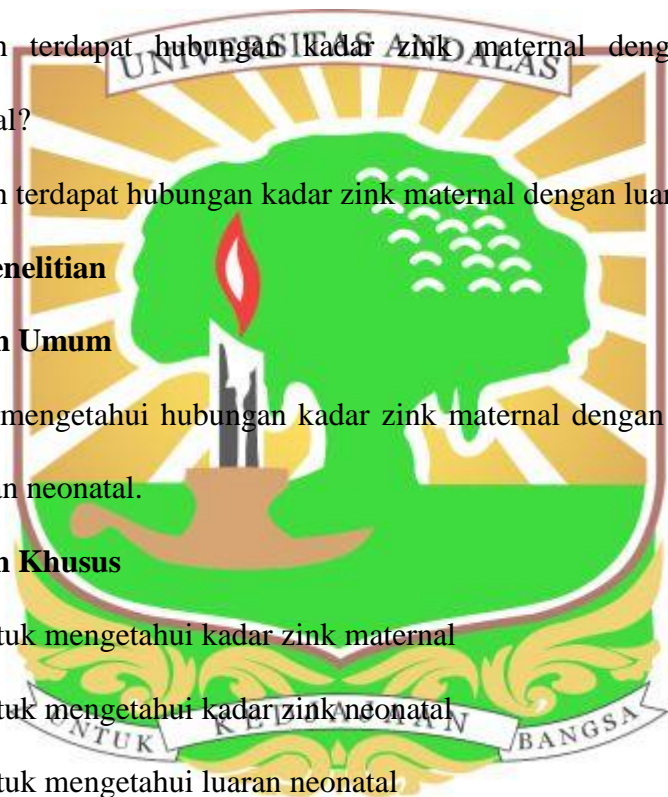 n terdapat hubungan kadar zink maternal deng
UNIVERSITAS ANDALAS
al?
n terdapat hubungan kadar zink maternal dengan luar
enelitian
n Umum
mengetahui hubungan kadar zink maternal dengan
an neonatal.
n Khusus
tuk mengetahui kadar zink maternal
tuk mengetahui kadar zink neonatal
UNTUK KEDJAJAAN BANGSA
tuk mengetahui luaran neonatal